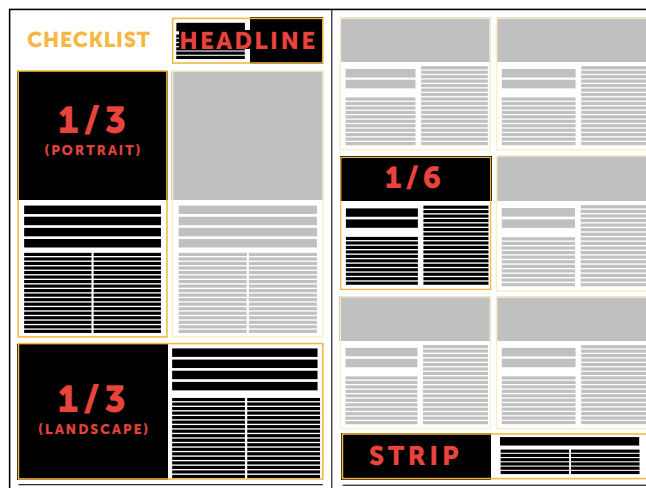 CHECKLIST
HEADLINE
1/3
(PORTRAIT)
1/3
(LANDSCAPE)
1/6
STRIP